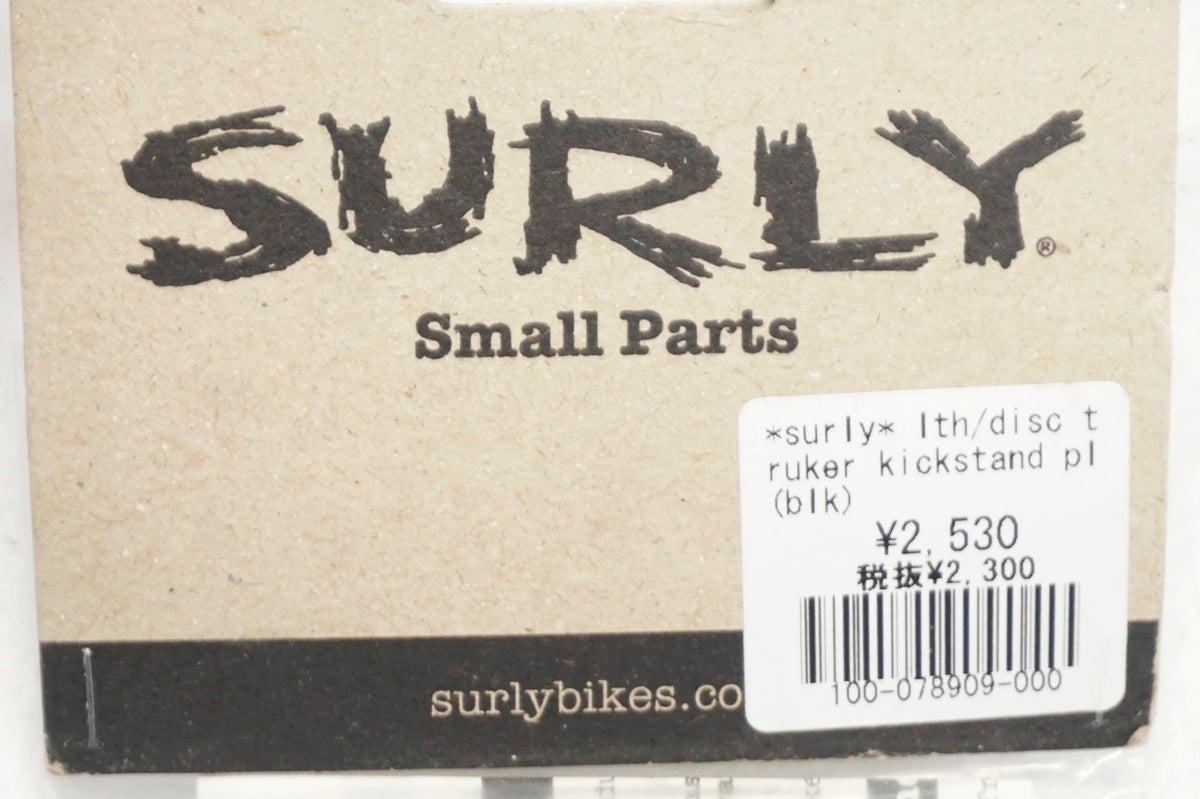 SURLY®
Small Parts
*surly* lth/disc t
ruker kickstand pl
(blk)
¥2,530
税抜¥2,300
100-078909-000
surlybikes.co